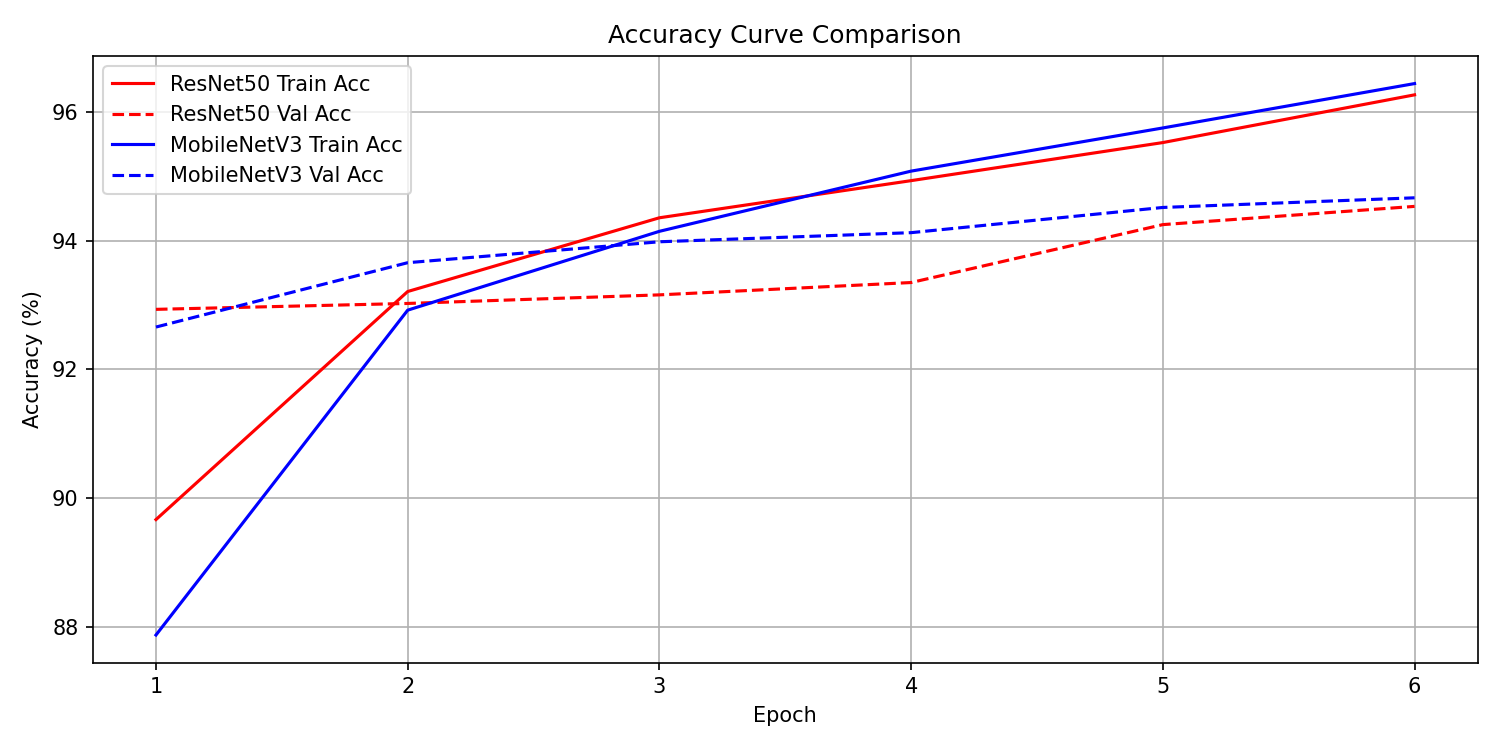 Accuracy Curve Comparison
ResNet50 Train Acc
ResNet50 Val Acc
MobileNetV3 Train Acc
MobileNetV3 Val Acc
Accuracy (%)
96
94
92
90
88
1 2 3 4 5 6
Epoch